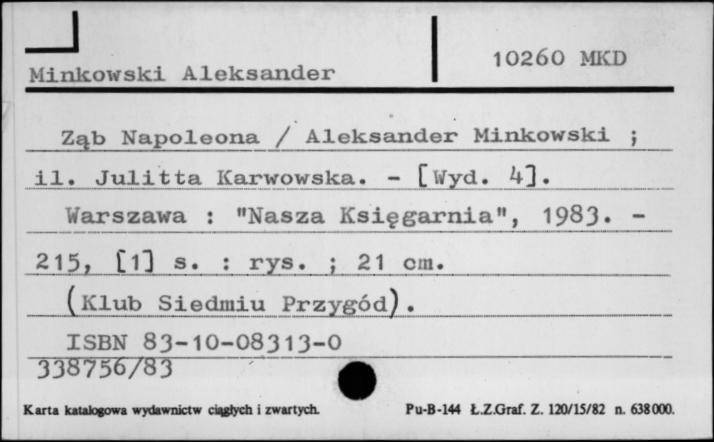 Minkowski Aleksander
10260 MKD
Ząb Napoleona / Aleksander Minkowski ;
il. Julitta Karwowska. - [Wyd. 4].
Warszawa : "Nasza Księgarnia", 1983. -
215, [1] s. : rys. ; 21 cm.
(Klub Siedmiu Przygód).
ISBN 83-10-08313-0
338756/83
Karta katalogowa wydawnictw ciągłych i zwartych.
Pu-B-144 Ł.Z.Graf. Z. 120/15/82 n. 638000.